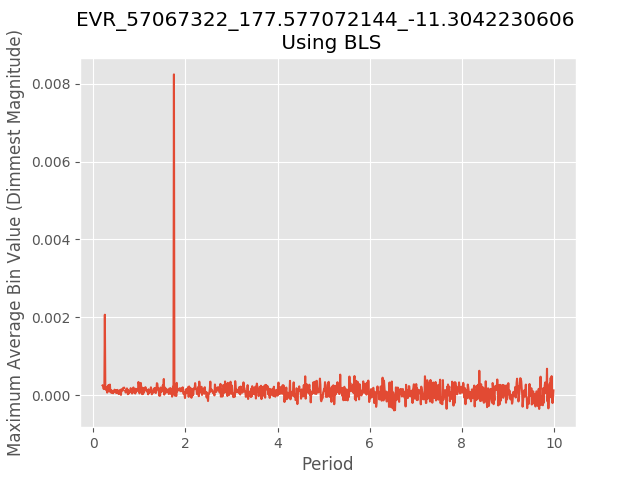 EVR_57067322_177.577072144_-11.3042230606
Using BLS
Maximum Average Bin Value (Dimmest Magnitude)
0.008
0.006
0.004
0.002
0.000
0
2
4
6
8
10
Period